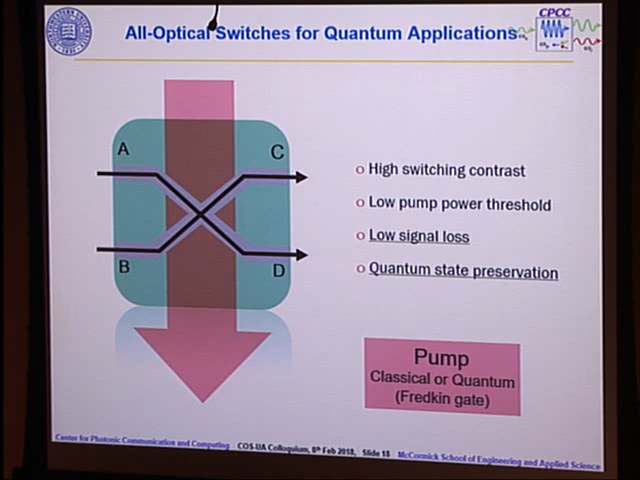 All-Optical Switches for Quantum Applications
CPCC
A
C
B
D
o High switching contrast
o Low pump power threshold
o Low signal loss
o Quantum state preservation
Pump
Classical or Quantum
(Fredkin gate)
Center for Photonic Communication and Computing COS-UA Colloquium, 8th Feb 2018, Slide 18 McCormick School of Engineering and Applied Science